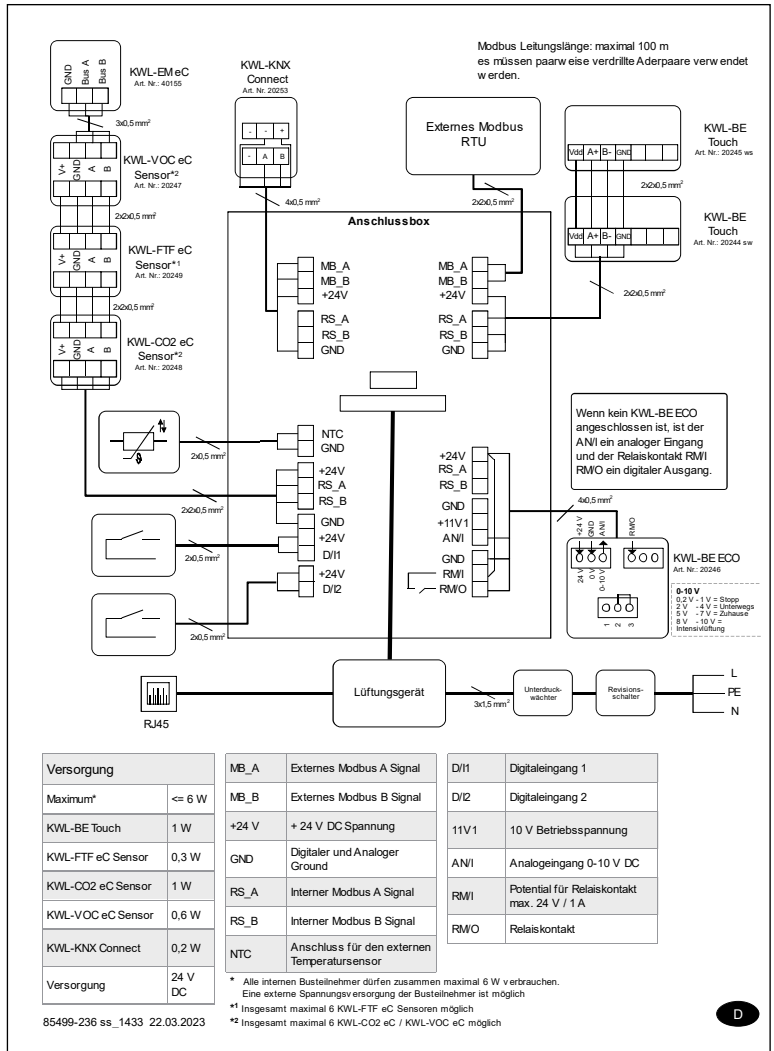 Modbus Leitungslänge: maximal 100 m
es müssen paarweise verdrillte Aderpaare verwendet
werden.
GND
Bus A
Bus B
KWL-EM eC
Art. Nr.: 40155
3x0,5 mm²
V+
GND
A
B
KWL-VOC eC
Sensor*2
Art. Nr.: 20247
2x2x0,5 mm²
V+
GND
A
B
KWL-FTF eC
Sensor*1
Art. Nr.: 20249
2x2x0,5 mm²
V+
GND
A
B
KWL-CO2 eC
Sensor*2
Art. Nr.: 20248
KWL-KNX
Connect
Art. Nr. 20253
- - +
- A B
4x0,5 mm²
Externes Modbus
RTU
2x2x0,5 mm²
Vdd A+ B- GND
KWL-BE
Touch
Art. Nr.: 20245 ws
2x2x0,5 mm²
Vdd A+ B- GND
KWL-BE
Touch
Art. Nr.: 20244 sw
2x2x0,5 mm²
Anschlussbox
MB_A
MB_B
+24V
RS_A
RS_B
GND
MB_A
MB_B
+24V
RS_A
RS_B
GND
ϑ
2x0,5 mm²
NTC
GND
+24V
RS_A
RS_B
2x2x0,5 mm²
GND
+24V
D/I1
2x0,5 mm²
+24V
D/I2
2x0,5 mm²
+24V
RS_A
RS_B
GND
+11V1
AN/I
GND
RM/I
RM/O
Wenn kein KWL-BE ECO
angeschlossen ist, ist der
AN/I ein analoger Eingang
und der Relaiskontakt RM/I
RM/O ein digitaler Ausgang.
4x0,5 mm²
+24 V
GND
AN/I
RM/O
24 V
0 V
0-10 V
1
2
3
KWL-BE ECO
Art. Nr.: 20246
0-10 V
0,2 V - 1 V = Stopp
2 V - 4 V = Unterwegs
5 V - 7 V = Zuhause
8 V - 10 V =
Intensivlüftung
RJ45
Lüftungsgerät
3x1,5 mm²
Unterdruck-
wächter
Revisions-
schalter
L
PE
N
Versorgung
Maximum* <= 6 W
KWL-BE Touch 1 W
KWL-FTF eC Sensor 0,3 W
KWL-CO2 eC Sensor 1 W
KWL-VOC eC Sensor 0,6 W
KWL-KNX Connect 0,2 W
Versorgung 24 V
DC
MB_A Externes Modbus A Signal
MB_B Externes Modbus B Signal
+24 V + 24 V DC Spannung
GND Digitaler und Analoger
Ground
RS_A Interner Modbus A Signal
RS_B Interner Modbus B Signal
NTC Anschluss für den externen
Temperatursensor
D/I1 Digitaleingang 1
D/I2 Digitaleingang 2
11V1 10 V Betriebsspannung
AN/I Analogeingang 0-10 V DC
RM/I Potential für Relaiskontakt
max. 24 V / 1 A
RM/O Relaiskontakt
* Alle internen Busteilnehmer dürfen zusammen maximal 6 W verbrauchen.
Eine externe Spannungsversorgung der Busteilnehmer ist möglich
*1 Insgesamt maximal 6 KWL-FTF eC Sensoren möglich
*2 Insgesamt maximal 6 KWL-CO2 eC / KWL-VOC eC möglich
85499-236 ss_1433 22.03.2023
D